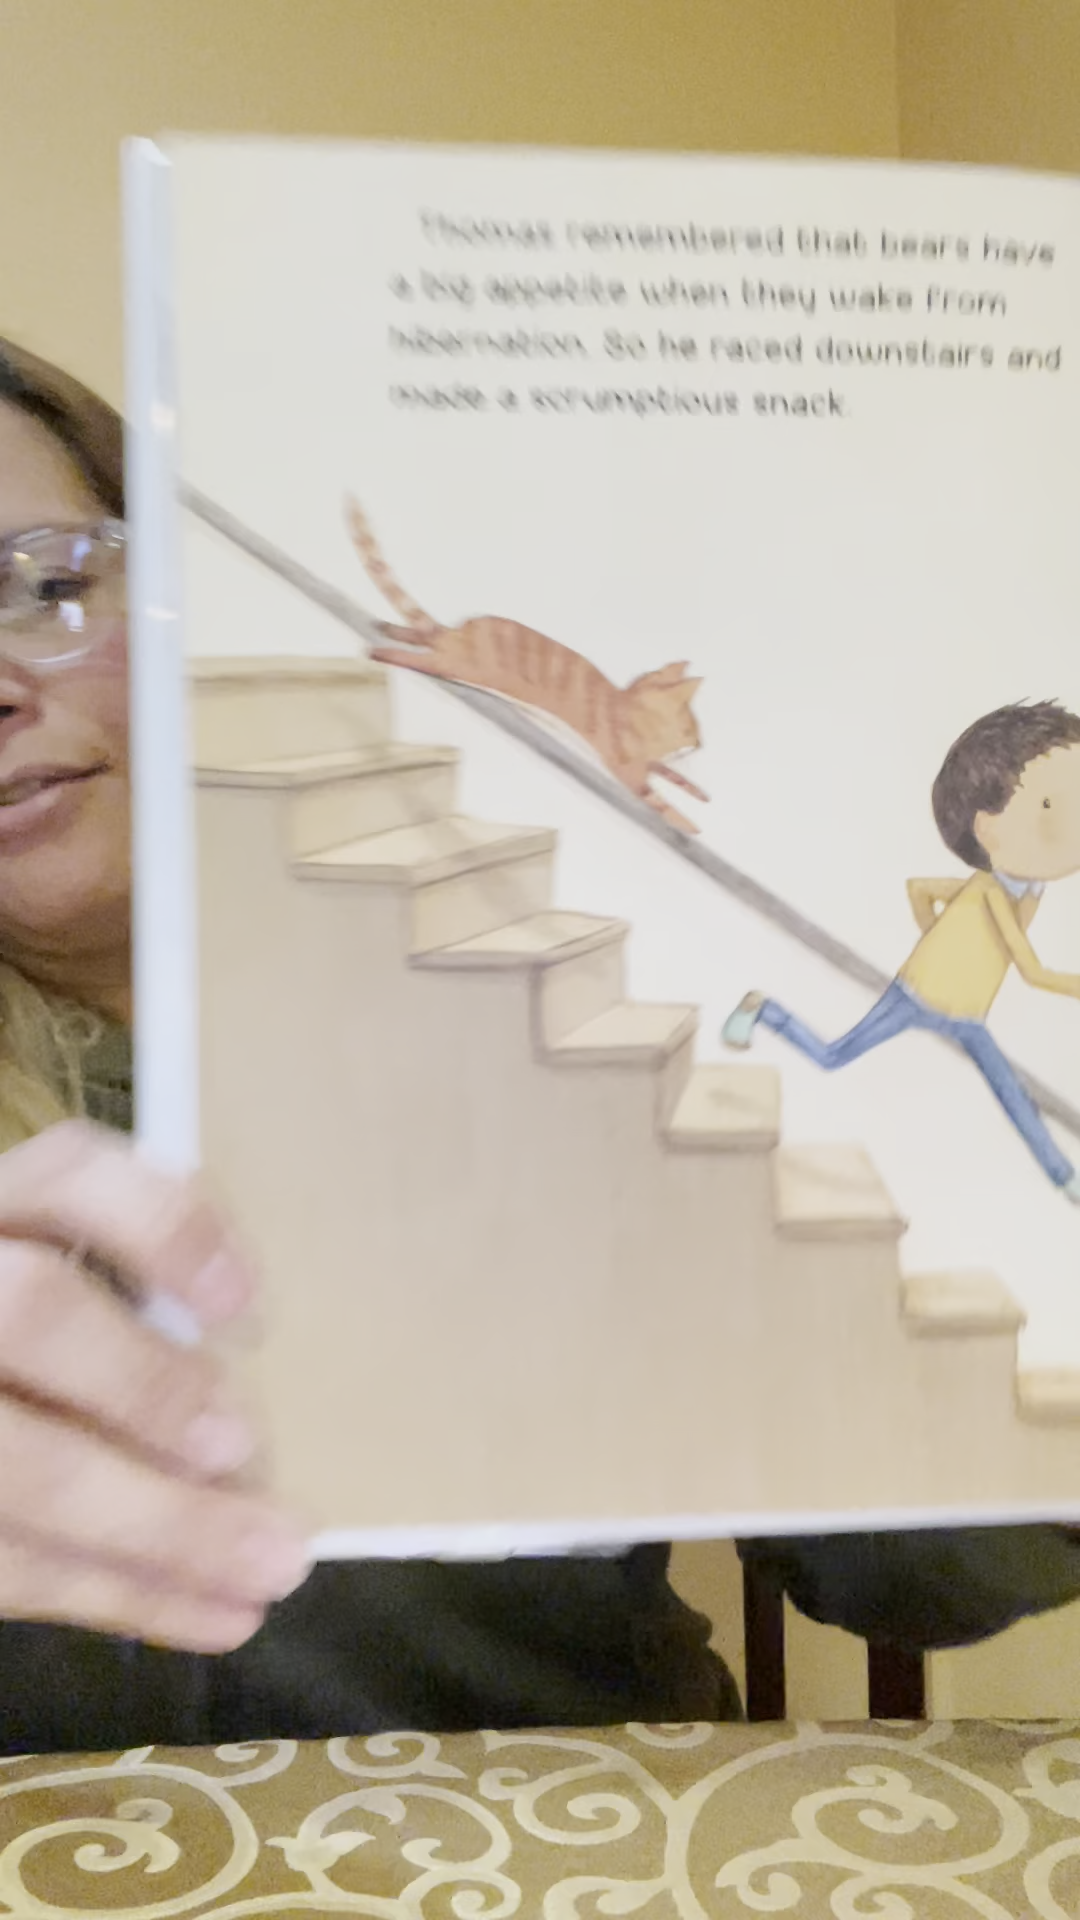 Thomas remembered that bears have
a big appetite when they wake from
hibernation. So he raced downstairs and
made a scrumptious snack.